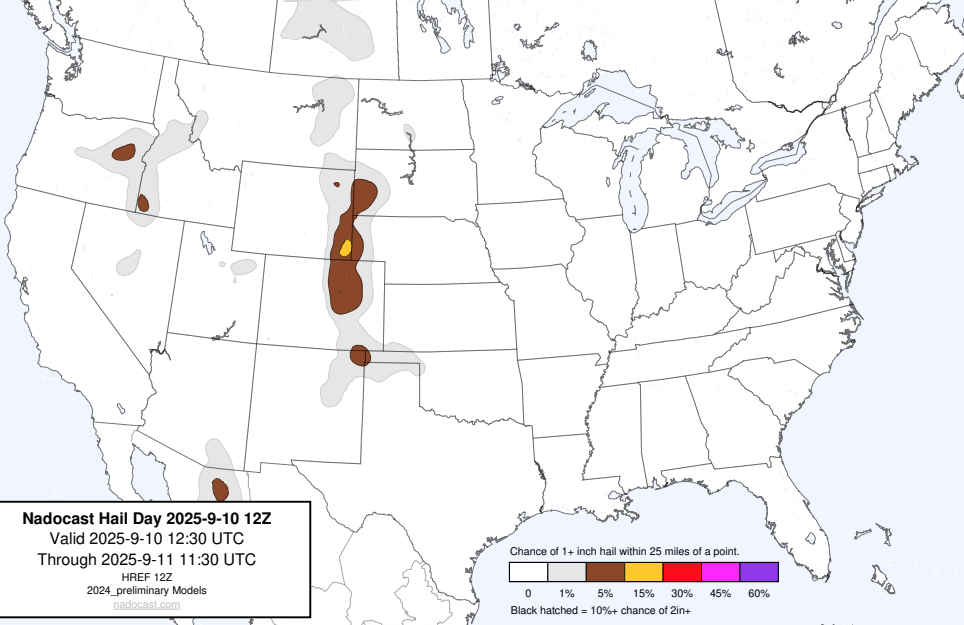 Nadocast Hail Day 2025-9-10 12Z
Valid 2025-9-10 12:30 UTC
Through 2025-9-11 11:30 UTC
HREF 12Z
2024_preliminary Models
nadocast.com
Chance of 1+ inch hail within 25 miles of a point.
0 1% 5% 15% 30% 45% 60%
Black hatched = 10%+ chance of 2in+